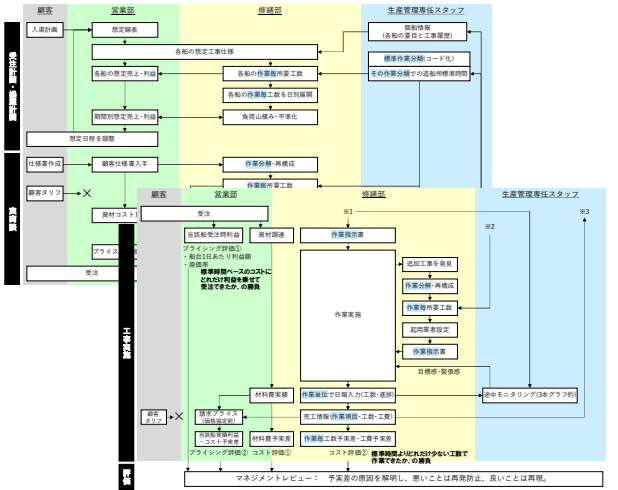 顧客
営業部
修繕部
生産管理専任スタッフ
入渠計画
想定線表
個船情報
(各船の要目と工事履歴)
各船の想定工事仕様
標準作業分類(コード化)
各船の想定売上・利益
各船の作業毎所要工数
その作業分類での造船所標準時間
各船の作業毎工数を日別展開
期間別想定売上・利益
負荷山積み・平準化
想定日程を調整
仕様書作成
顧客仕様書入手
作業分解・再構成
顧客タリフ
作業毎所要工数
資材コスト
プライス
受注
実商談
顧客
営業部
修繕部
生産管理専任スタッフ
受注
※1
※2
※3
当該船受注時利益
資材調達
作業指示書
プライシング評価①
・船台1日あたり利益額
・原価率
標準時間ベースのコストに
どれだけ利益を乗せて
受注できたか、の勝負
追加工事を発見
作業分解・再構成
作業毎所要工数
起用業者設定
作業指示書
作業実施
工事実施
目標感・緊張感
材料費実績
作業単位で日報入力(工数・進捗)
途中モニタリング(3本グラフ的)
顧客
タリフ
請求プライス
(価格協定前)
完工情報(作業項目・工数・工費)
当該船実績利益
－コスト予実差
材料費予実差
作業毎工数予実差・工費予実差
プライシング評価②
コスト評価①
コスト評価②
標準時間よりどれだけ少ない工数で
作業できたか、の勝負
評価
マネジメントレビュー： 予実差の原因を解明し、悪いことは再発防止、良いことは再現。